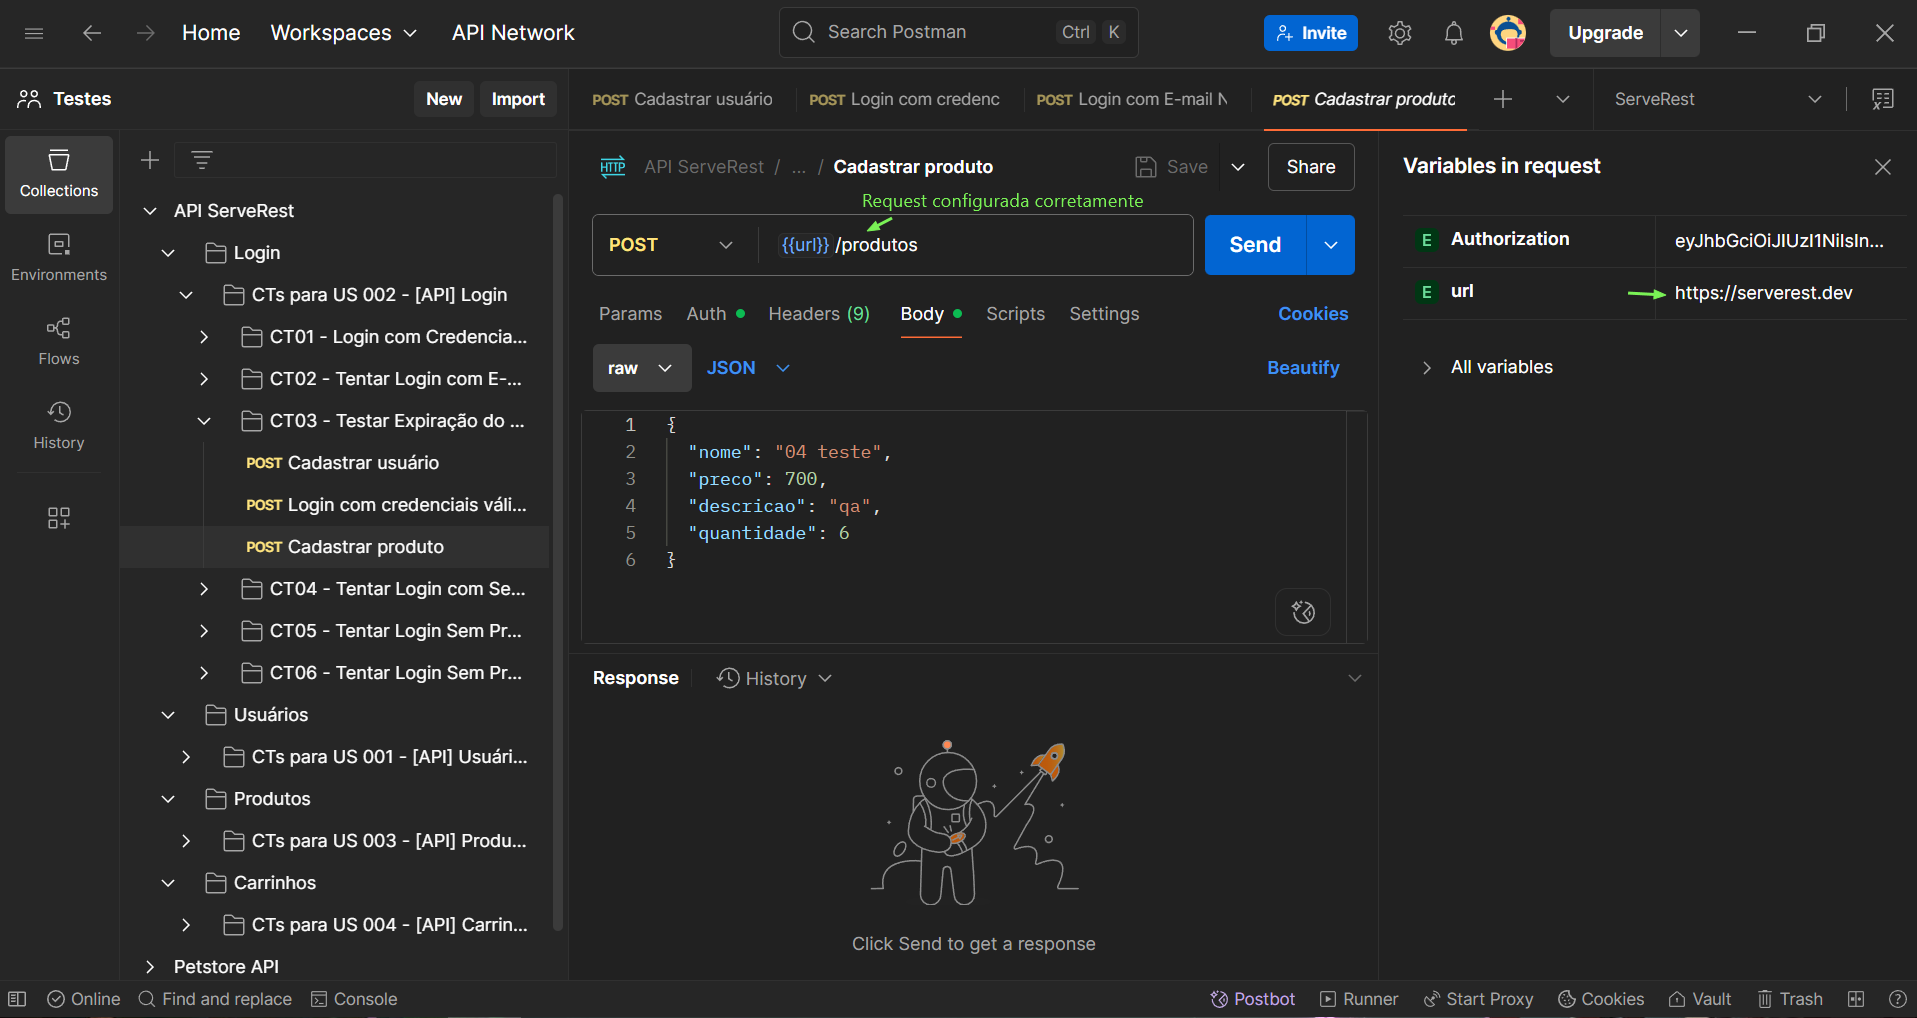 Home Workspaces API Network Search Postman Ctrl K Invite Upgrade
Testes New Import
POST Cadastrar usuário POST Login com credenc POST Login com E-mail N POST Cadastrar produto ServeRest
Collections
Environments
Flows
History
API ServeRest
Login
CTs para US 002 - [API] Login
CT01 - Login com Credencia...
CT02 - Tentar Login com E-...
CT03 - Testar Expiração do ...
POST Cadastrar usuário
POST Login com credenciais váli...
POST Cadastrar produto
CT04 - Tentar Login com Se...
CT05 - Tentar Login Sem Pr...
CT06 - Tentar Login Sem Pr...
Usuários
CTs para US 001 - [API] Usuári...
Produtos
CTs para US 003 - [API] Produ...
Carrinhos
CTs para US 004 - [API] Carrin...
Petstore API
HTTP API ServeRest / ... / Cadastrar produto Save Share
Request configurada corretamente
POST {{url}} /produtos Send
Params Auth Headers (9) Body Scripts Settings Cookies
raw JSON Beautify
1 {
2 "nome": "04 teste",
3 "preco": 700,
4 "descricao": "qa",
5 "quantidade": 6
6 }
Response History
Click Send to get a response
Variables in request
E Authorization eyJhbGciOiJIUzI1NiIsIn...
E url https://serverest.dev
All variables
Online Find and replace Console Postbot Runner Start Proxy Cookies Vault Trash